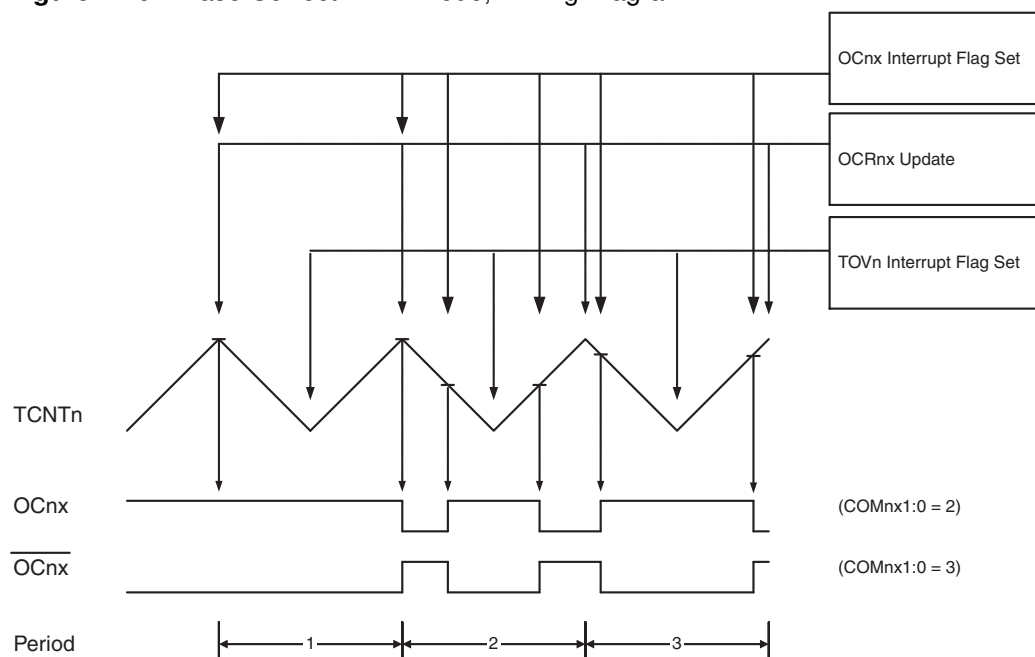 OCnx Interrupt Flag Set
OCRnx Update
TOVn Interrupt Flag Set
TCNTn
OCnx
(COMnx1:0 = 2)
OCnx
(COMnx1:0 = 3)
Period
1
2
3